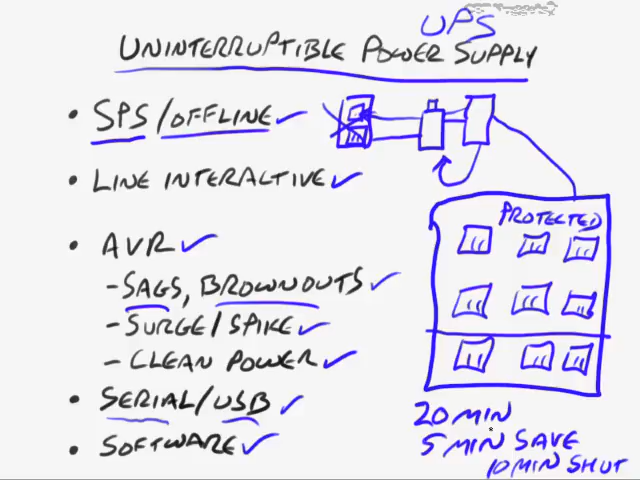 UPS
UNINTERRUPTIBLE POWER SUPPLY
• SPS/OFFLINE ✓
• LINE INTERACTIVE ✓
• AVR ✓
- SAGS, BROWNOUTS ✓
- SURGE/SPIKE ✓
- CLEAN POWER ✓
• SERIAL/USB ✓
• SOFTWARE ✓
PROTECTED
20 MIN
5 MIN SAVE
10 MIN SHUT